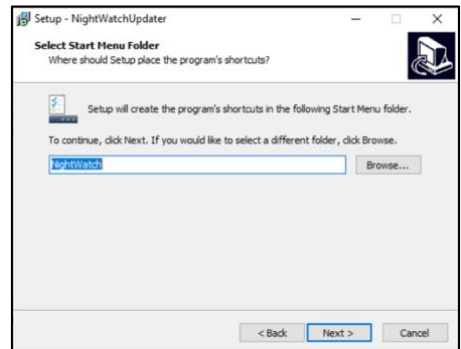 Setup - NightWatchUpdater
Select Start Menu Folder
Where should Setup place the program's shortcuts?
Setup will create the program's shortcuts in the following Start Menu folder.
To continue, click Next. If you would like to select a different folder, click Browse.
NightWatch
Browse...
< Back
Next >
Cancel